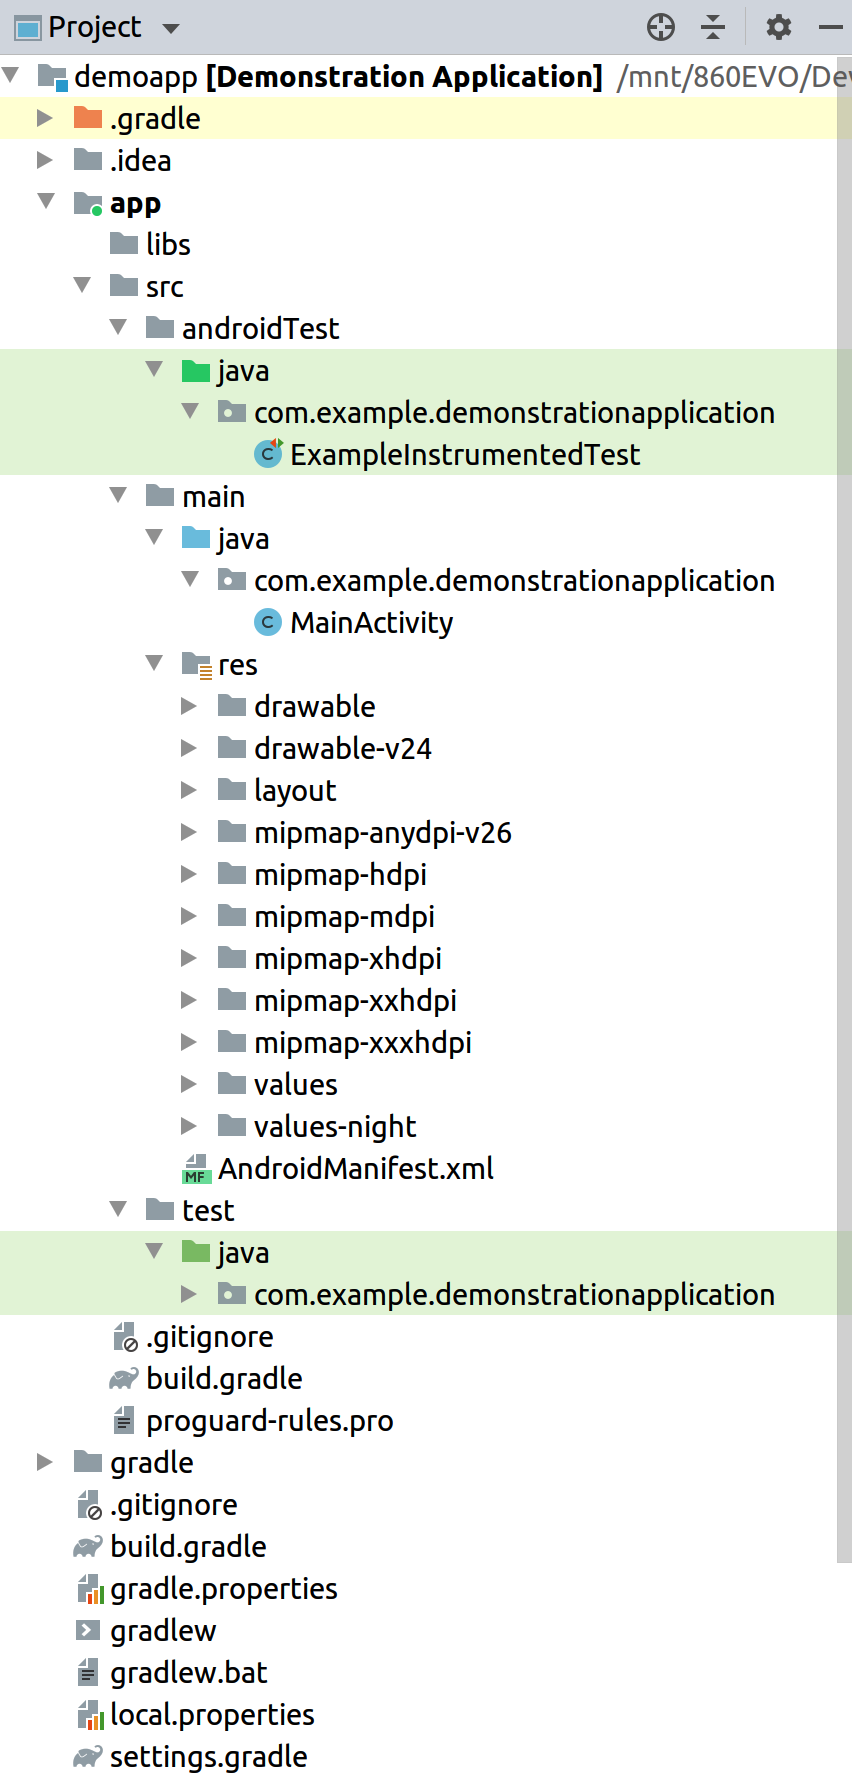 Project
demoapp [Demonstration Application] /mnt/860EVO/Dev
.gradle
.idea
app
libs
src
androidTest
java
com.example.demonstrationapplication
C ExampleInstrumentedTest
main
java
com.example.demonstrationapplication
C MainActivity
res
drawable
drawable-v24
layout
mipmap-anydpi-v26
mipmap-hdpi
mipmap-mdpi
mipmap-xhdpi
mipmap-xxhdpi
mipmap-xxxhdpi
values
values-night
MF AndroidManifest.xml
test
java
com.example.demonstrationapplication
.gitignore
build.gradle
proguard-rules.pro
gradle
.gitignore
build.gradle
gradle.properties
gradlew
gradlew.bat
local.properties
settings.gradle